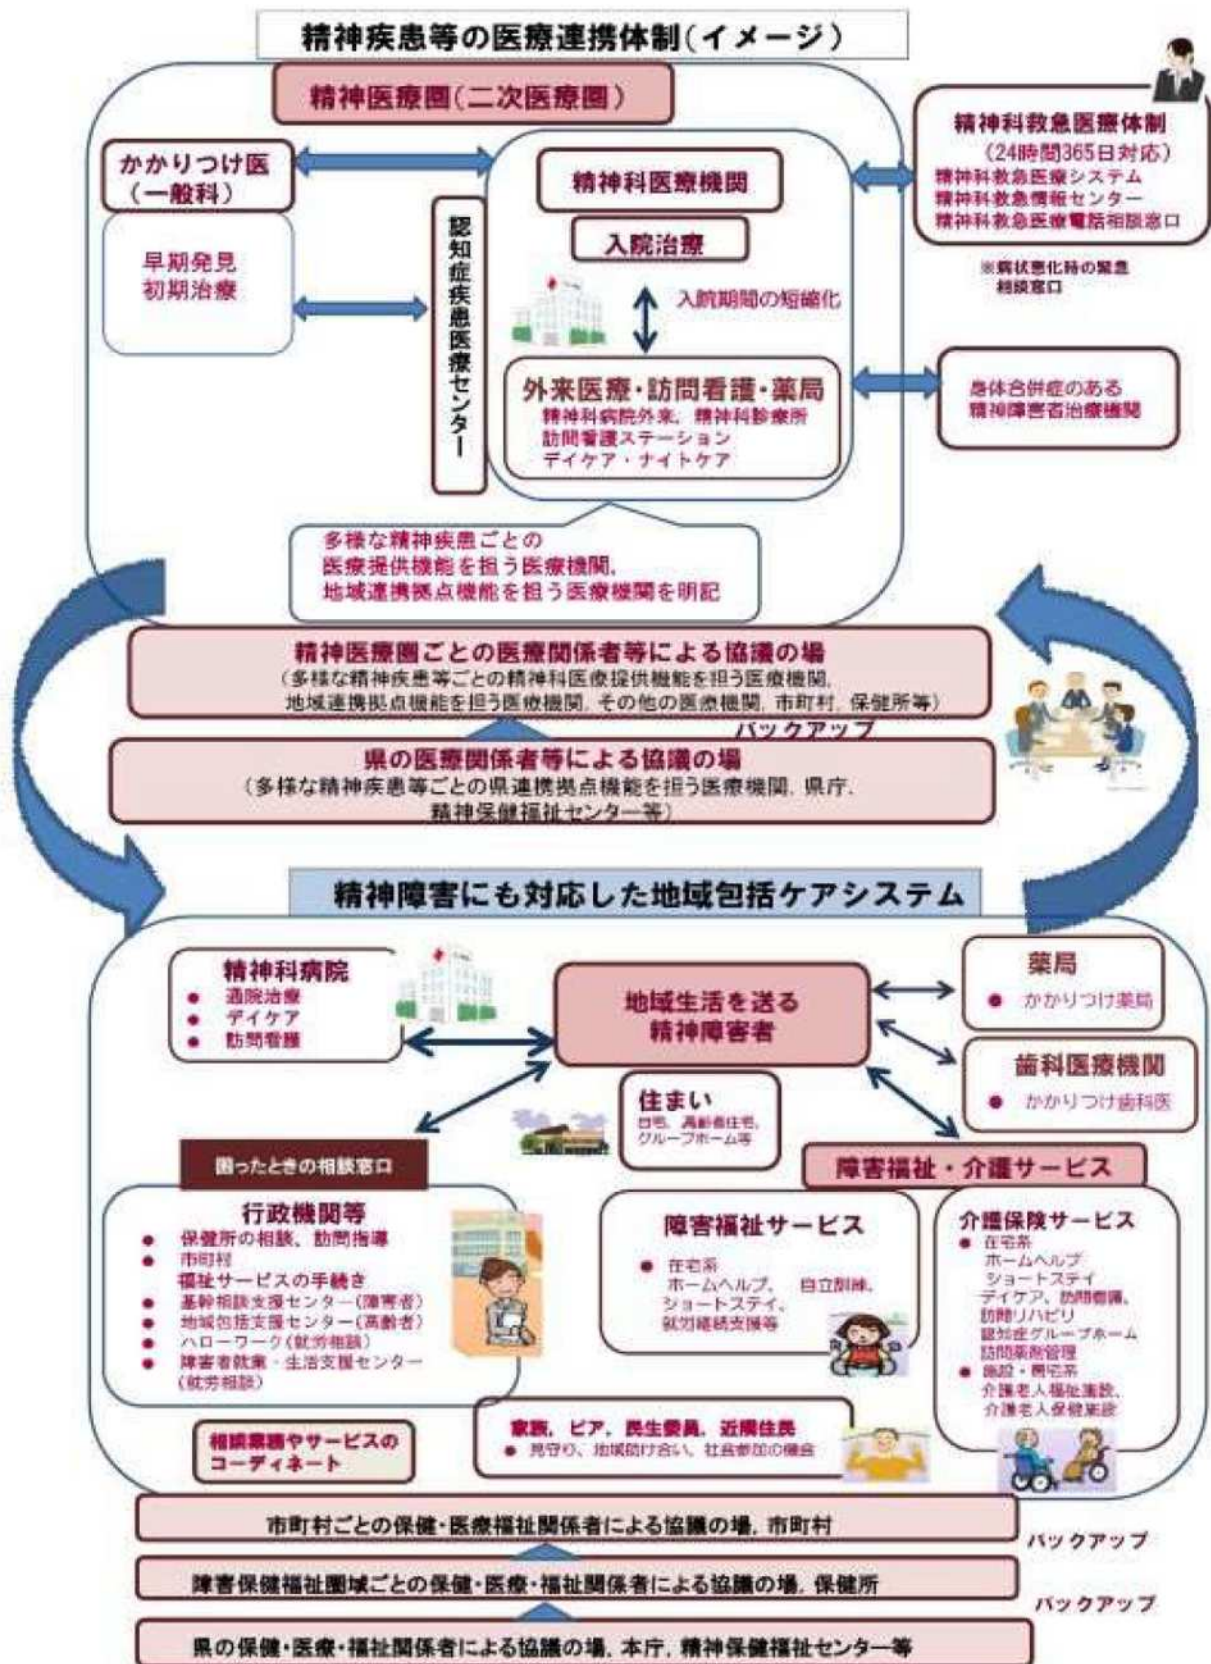 精神疾患等の医療連携体制(イメージ)
精神医療圏(二次医療圏)
かかりつけ医
(一般科)
早期発見
初期治療
認知症疾患医療センター
精神科医療機関
入院治療
入院期間の短縮化
外来医療・訪問看護・薬局
精神科病院外来, 精神科診療所
訪問看護ステーション
デイケア・ナイトケア
精神科救急医療体制
(24時間365日対応)
精神科救急医療システム
精神科救急情報センター
精神科救急医療電話相談窓口
※病状悪化時の緊急
相談窓口
身体合併症のある
精神障害者治療機関
多様な精神疾患ごとの
医療提供機能を担う医療機関,
地域連携拠点機能を担う医療機関を明記
精神医療圏ごとの医療関係者等による協議の場
(多様な精神疾患等ごとの精神科医療提供機能を担う医療機関,
地域連携拠点機能を担う医療機関, その他の医療機関, 市町村, 保健所等)
バックアップ
県の医療関係者等による協議の場
(多様な精神疾患等ごとの県連携拠点機能を担う医療機関, 県庁,
精神保健福祉センター等)
精神障害にも対応した地域包括ケアシステム
精神科病院
● 通院治療
● デイケア
● 訪問看護
地域生活を送る
精神障害者
薬局
● かかりつけ薬局
歯科医療機関
● かかりつけ歯科医
住まい
自宅、高齢者住宅、
グループホーム等
困ったときの相談窓口
行政機関等
● 保健所の相談、訪問指導
● 市町村
福祉サービスの手続き
● 基幹相談支援センター(障害者)
● 地域包括支援センター(高齢者)
● ハローワーク(就労相談)
● 障害者就業・生活支援センター
(就労相談)
障害福祉・介護サービス
障害福祉サービス
● 在宅系
ホームヘルプ、 自立訓練、
ショートステイ、
就労継続支援等
介護保険サービス
● 在宅系
ホームヘルプ
ショートステイ
デイケア、訪問看護、
訪問リハビリ
認知症グループホーム
訪問薬剤管理
● 施設・居宅系
介護老人福祉施設、
介護老人保健施設
相談業務やサービスの
コーディネート
家族, ピア, 民生委員, 近隣住民
● 見守り、地域助け合い、社会参加の機会
市町村ごとの保健・医療福祉関係者による協議の場, 市町村
バックアップ
障害保健福祉圏域ごとの保健・医療・福祉関係者による協議の場, 保健所
バックアップ
県の保健・医療・福祉関係者による協議の場, 本庁, 精神保健福祉センター等